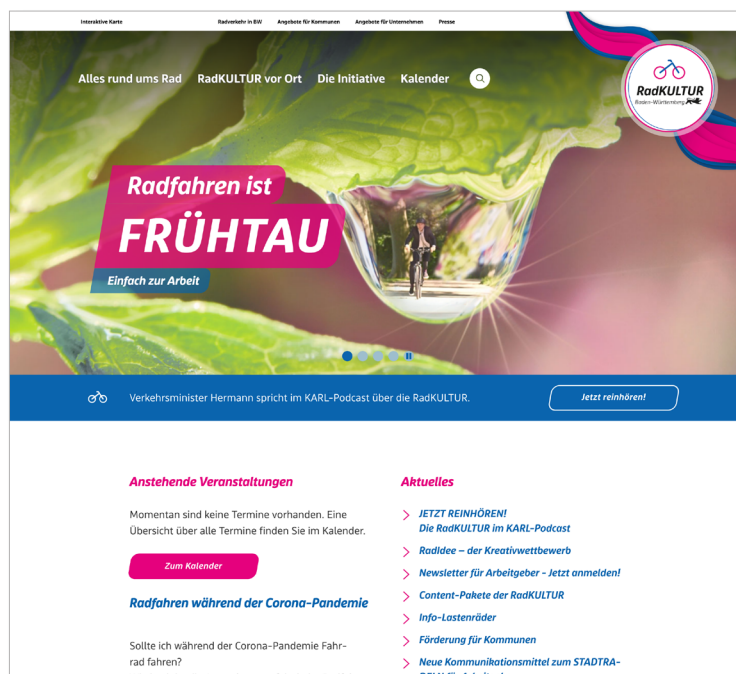 Interaktive Karte
Radverkehr in BW
Angebote für Kommunen
Angebote für Unternehmen
Presse
Alles rund ums Rad
RadKULTUR vor Ort
Die Initiative
Kalender
RadKULTUR
Baden-Württemberg
Radfahren ist
FRÜHTAU
Einfach zur Arbeit
Verkehrsminister Hermann spricht im KARL-Podcast über die RadKULTUR.
Jetzt reinhören!
Anstehende Veranstaltungen
Momentan sind keine Termine vorhanden. Eine
Übersicht über alle Termine finden Sie im Kalender.
Zum Kalender
Radfahren während der Corona-Pandemie
Sollte ich während der Corona-Pandemie Fahr-
rad fahren?
Aktuelles
JETZT REINHÖREN!
Die RadKULTUR im KARL-Podcast
RadIdee – der Kreativwettbewerb
Newsletter für Arbeitgeber - Jetzt anmelden!
Content-Pakete der RadKULTUR
Info-Lastenräder
Förderung für Kommunen
Neue Kommunikationsmittel zum STADTRA-